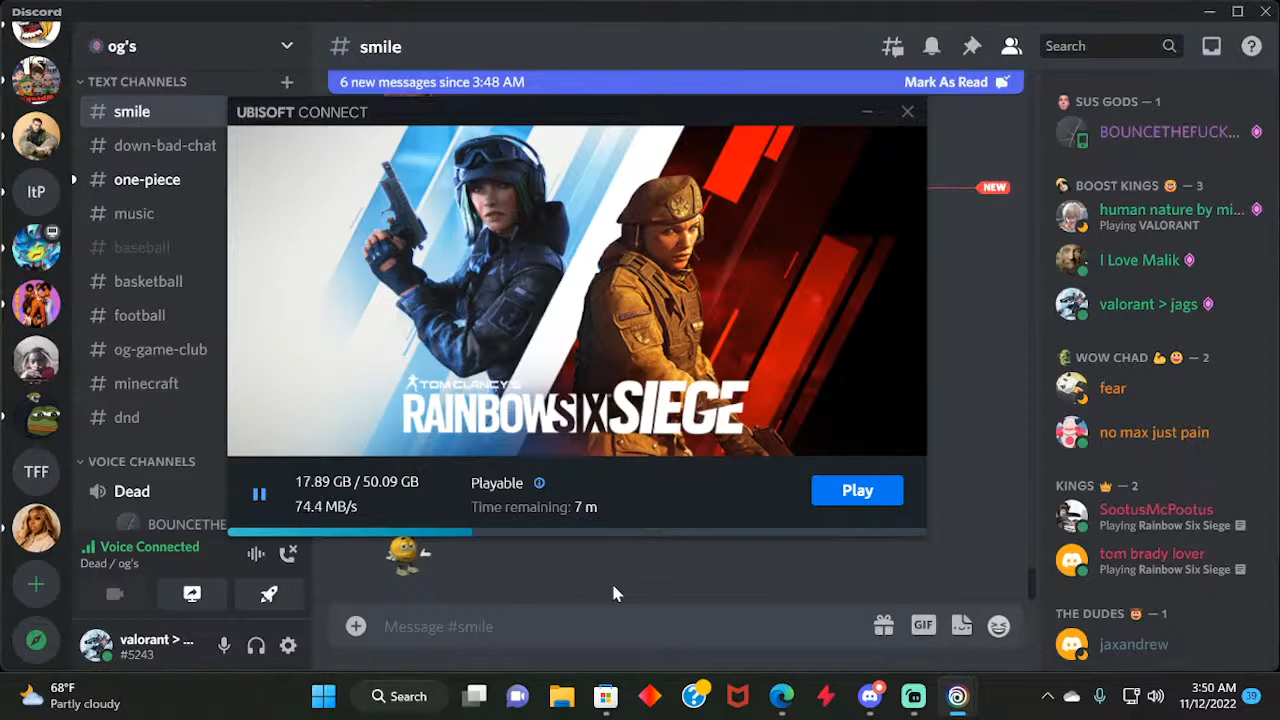 Discord
og's
# smile
Search
TEXT CHANNELS
6 new messages since 3:48 AM
Mark As Read
# smile
# down-bad-chat
# one-piece
# music
# baseball
# basketball
# football
# og-game-club
# minecraft
# dnd
VOICE CHANNELS
Dead
BOUNCETHE
Voice Connected
Dead / og's
valorant > ...
#5243
ItP
TFF
UBISOFT CONNECT
TOM CLANCY'S
RAINBOWSIX SIEGE
17.89 GB / 50.09 GB
74.4 MB/s
Playable
Time remaining: 7 m
Play
NEW
Message #smile
GIF
SUS GODS — 1
BOUNCETHEFUCK...
BOOST KINGS — 3
human nature by mi...
Playing VALORANT
I Love Malik
valorant > jags
WOW CHAD — 2
fear
no max just pain
KINGS — 2
SootusMcPootus
Playing Rainbow Six Siege
tom brady lover
Playing Rainbow Six Siege
THE DUDES — 1
jaxandrew
68°F
Partly cloudy
Search
3:50 AM
11/12/2022
39